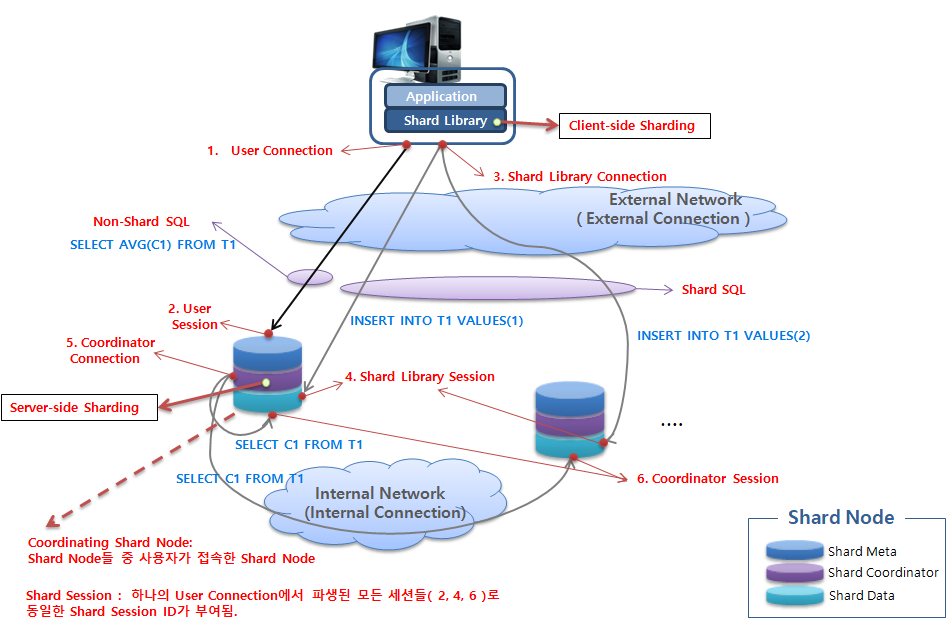 Application
Shard Library
Client-side Sharding
1. User Connection
3. Shard Library Connection
External Network
( External Connection )
Non-Shard SQL
SELECT AVG(C1) FROM T1
Shard SQL
2. User
Session
INSERT INTO T1 VALUES(1)
INSERT INTO T1 VALUES(2)
5. Coordinator
Connection
4. Shard Library Session
Server-side Sharding
....
SELECT C1 FROM T1
SELECT C1 FROM T1
6. Coordinator Session
Internal Network
(Internal Connection)
Shard Node
Shard Meta
Shard Coordinator
Shard Data
Coordinating Shard Node:
Shard Node들 중 사용자가 접속한 Shard Node
Shard Session : 하나의 User Connection에서 파생된 모든 세션들( 2, 4, 6 )로
동일한 Shard Session ID가 부여됨.